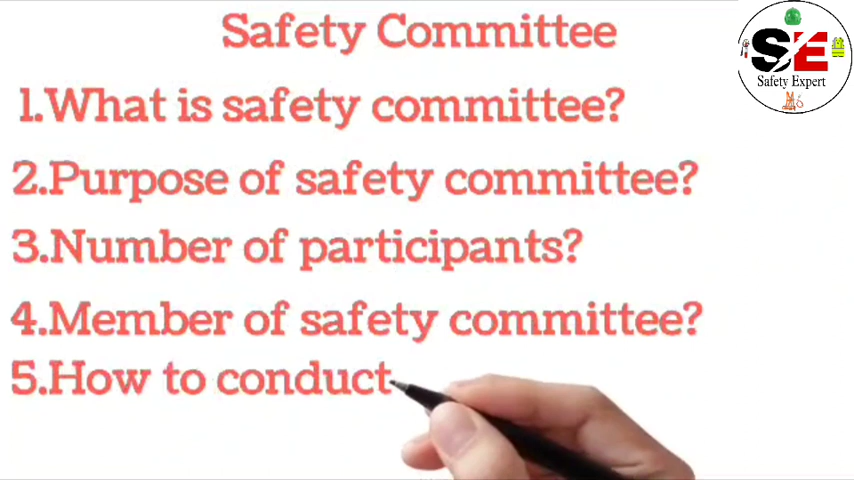 Safety Committee
SE
Safety Expert
1.What is safety committee?
2.Purpose of safety committee?
3.Number of participants?
4.Member of safety committee?
5.How to conduct